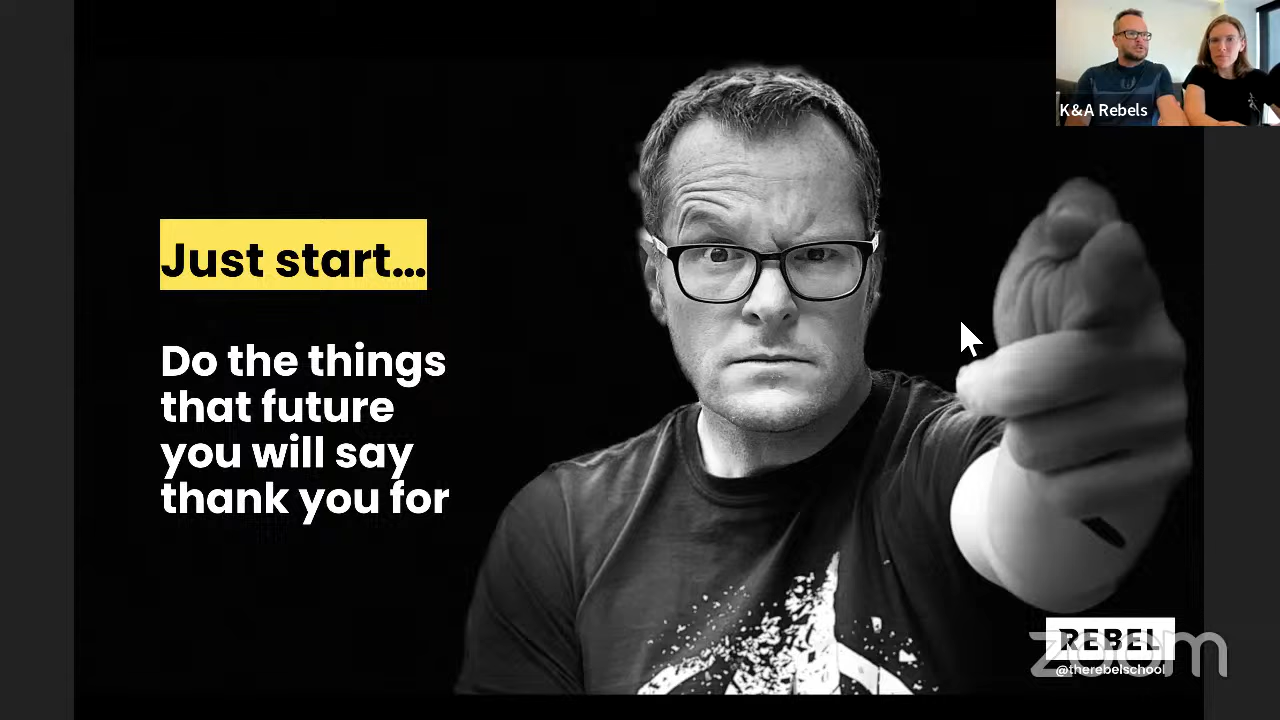 K&A Rebels
Just start...
Do the things
that future
you will say
thank you for
REBEL
zoom
@therebelschool